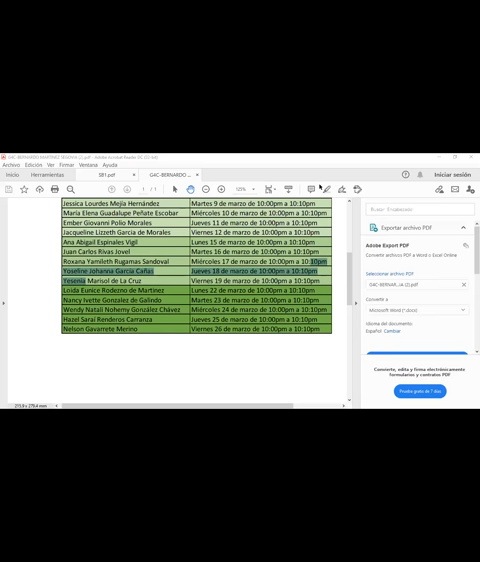 G4C-BERNARDO MARTINEZ SEGOVIA (2).pdf - Adobe Acrobat Reader DC (32-bit)
Archivo Edición Ver Firmar Ventana Ayuda
Inicio Herramientas SB1.pdf × G4C-BERNARDO ... × Iniciar sesión
1 / 1 125%
Jessica Lourdes Mejía Hernández Martes 9 de marzo de 10:00pm a 10:10pm
María Elena Guadalupe Peñate Escobar Miércoles 10 de marzo de 10:00pm a 10:10pm
Ember Giovanni Polio Morales Jueves 11 de marzo de 10:00pm a 10:10pm
Jacqueline Lizzeth García de Morales Viernes 12 de marzo de 10:00pm a 10:10pm
Ana Abigail Espinales Vigil Lunes 15 de marzo de 10:00pm a 10:10pm
Juan Carlos Rivas Jovel Martes 16 de marzo de 10:00pm a 10:10pm
Roxana Yamileth Rugamas Sandoval Miércoles 17 de marzo de 10:00pm a 10:10pm
Yoseline Johanna García Cañas Jueves 18 de marzo de 10:00pm a 10:10pm
Yesenia Marisol de La Cruz Viernes 19 de marzo de 10:00pm a 10:10pm
Loida Eunice Rodezno de Martínez Lunes 22 de marzo de 10:00pm a 10:10pm
Nancy Ivette Gonzalez de Galindo Martes 23 de marzo de 10:00pm a 10:10pm
Wendy Natali Nohemy González Chávez Miércoles 24 de marzo de 10:00pm a 10:10pm
Hazel Saraí Renderos Carranza Jueves 25 de marzo de 10:00pm a 10:10pm
Nelson Gavarrete Merino Viernes 26 de marzo de 10:00pm a 10:10pm
215.9 x 279.4 mm
Exportar archivo PDF
Adobe Export PDF
Convierte archivos PDF a Word o Excel Online
Seleccionar archivo PDF
G4C-BERNAR...IA (2).pdf ×
Convertir a
Microsoft Word (*.docx)
Idioma del documento:
Español Cambiar
Convierte, edita y firma electrónicamente
formularios y contratos PDF
Prueba gratis de 7 días